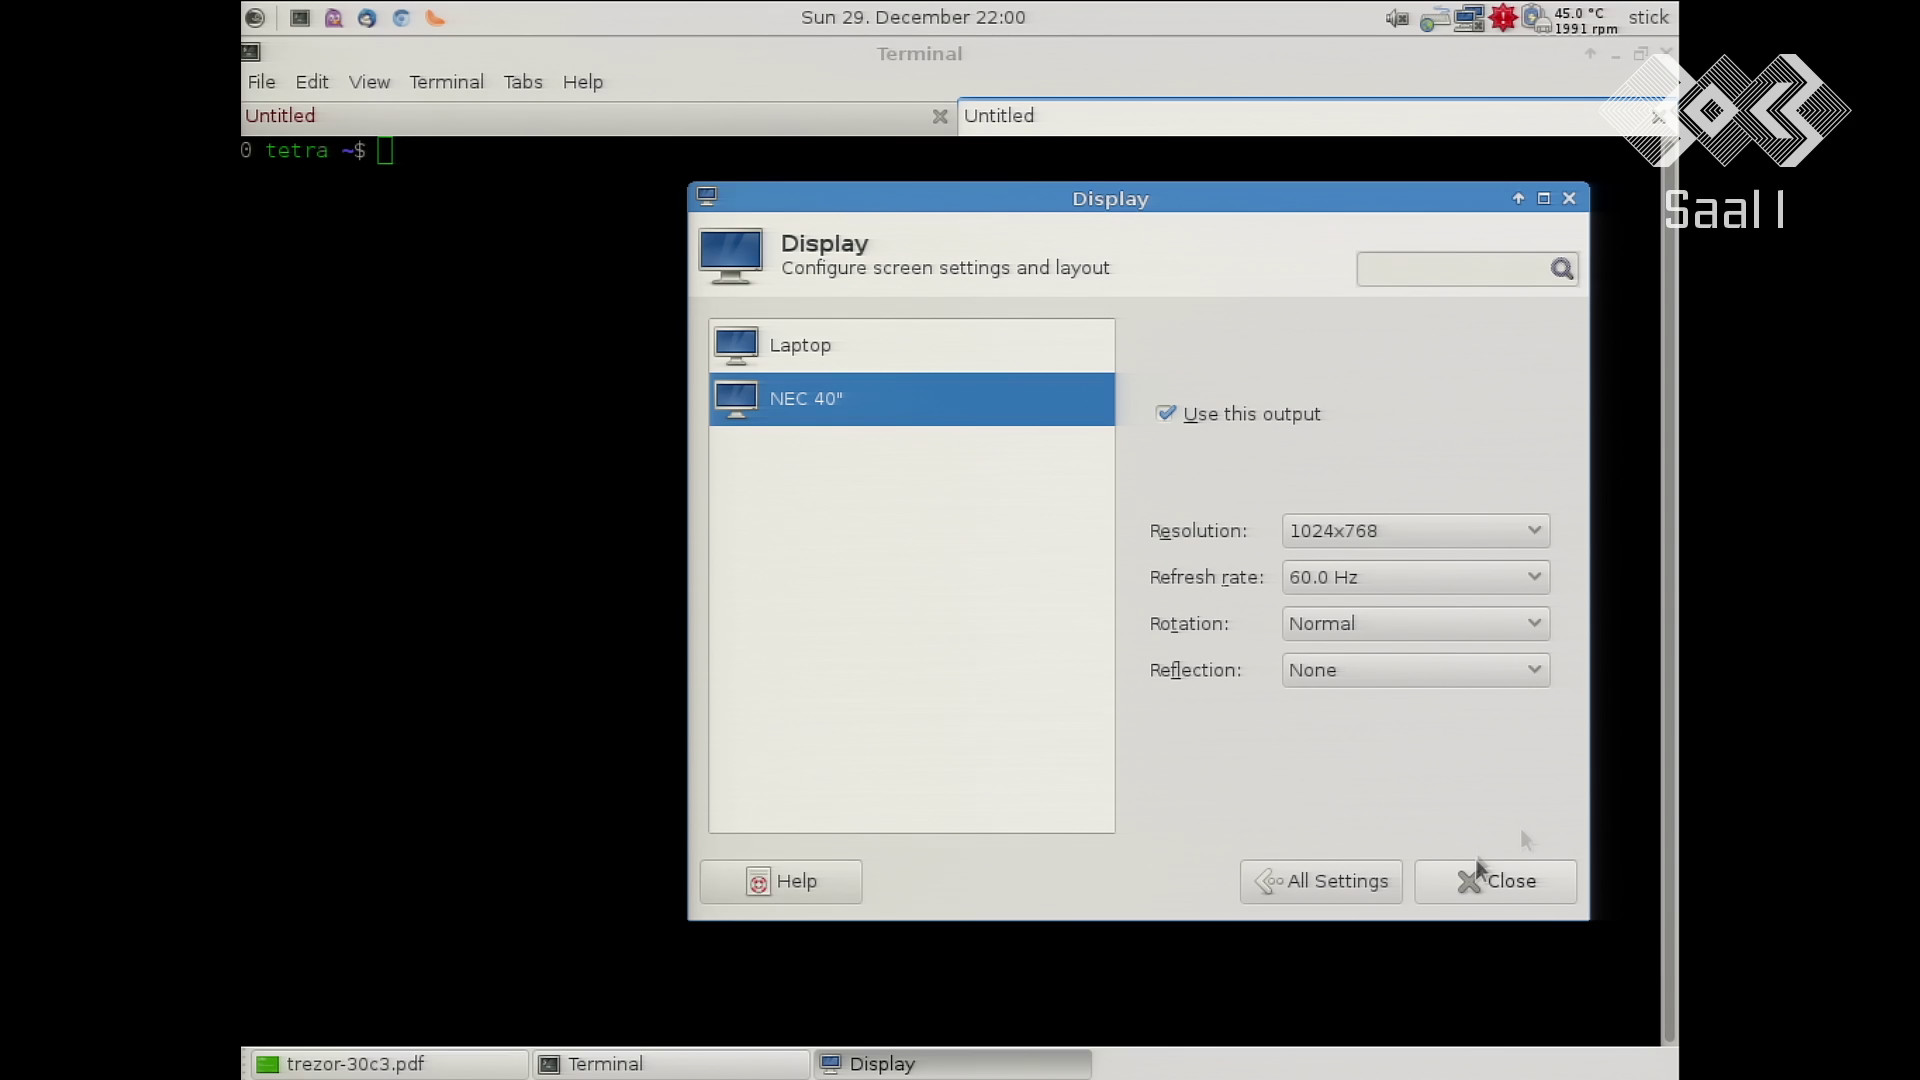 Sun 29. December 22:00
45.0 °C
1991 rpm
stick
Terminal
File Edit View Terminal Tabs Help
Untitled
Untitled
0 tetra ~$
Saal 1
Display
Display
Configure screen settings and layout
Laptop
NEC 40"
Use this output
Resolution: 1024x768
Refresh rate: 60.0 Hz
Rotation: Normal
Reflection: None
Help
All Settings
Close
trezor-30c3.pdf
Terminal
Display